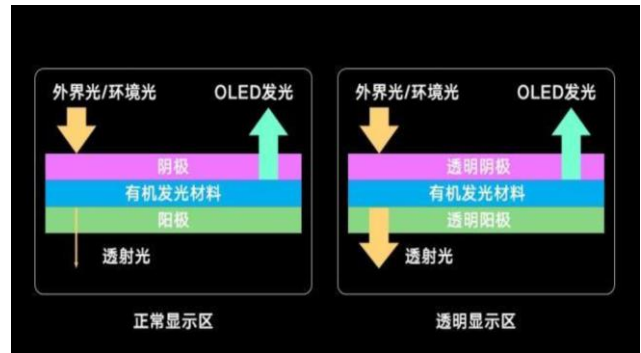 外界光/环境光 OLED发光
阴极
有机发光材料
阳极
透射光
正常显示区
外界光/环境光 OLED发光
透明阴极
有机发光材料
透明阳极
透射光
透明显示区